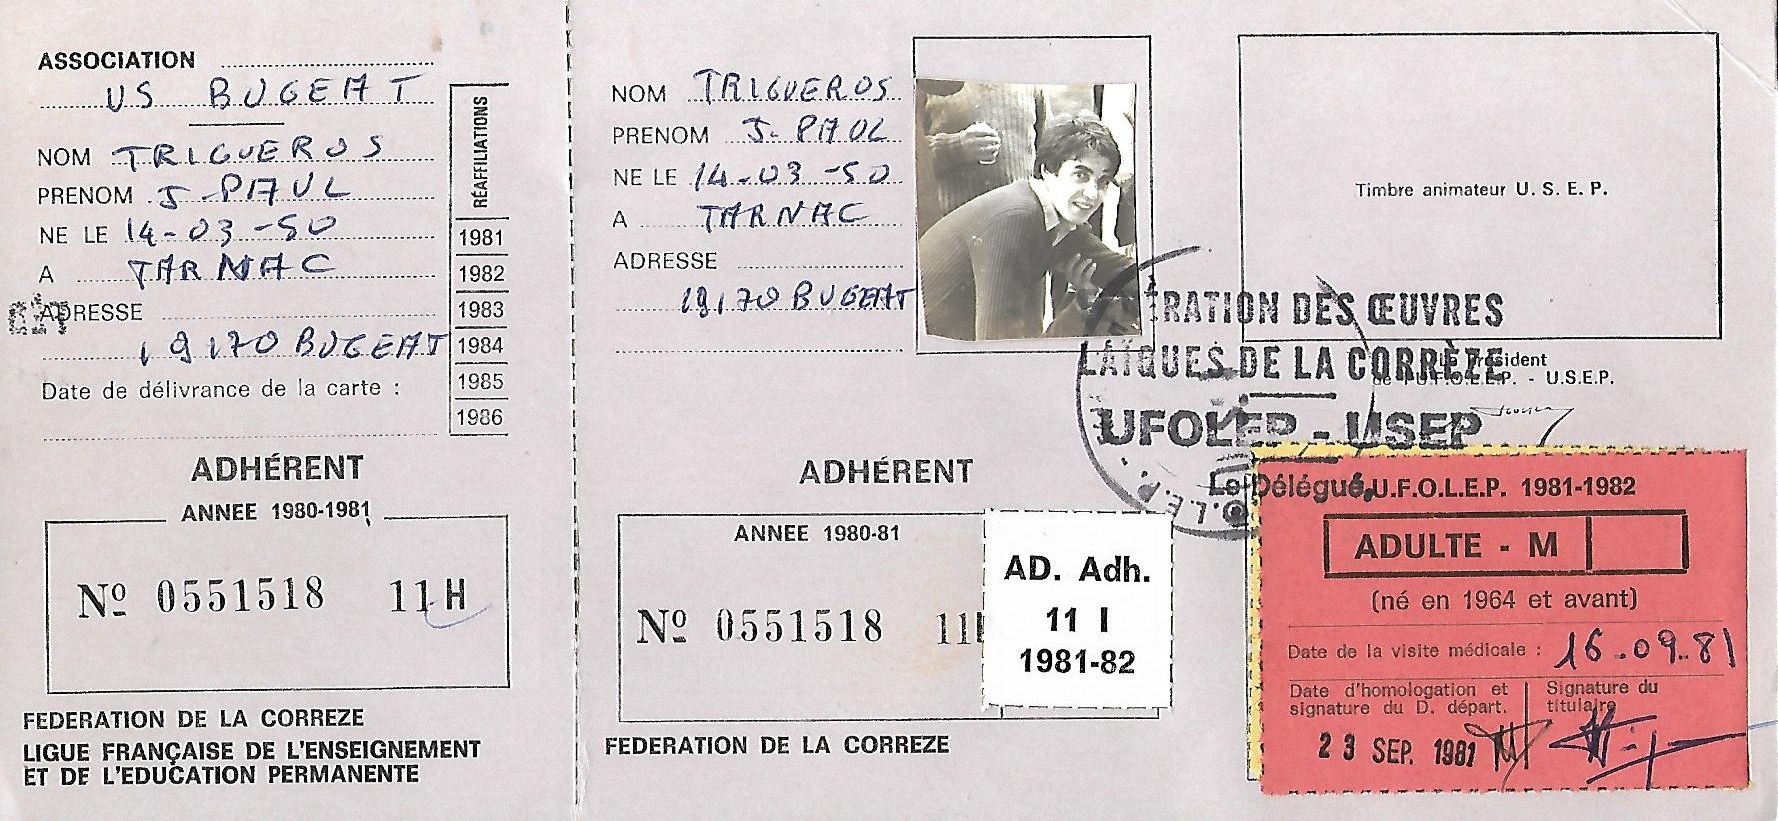 ASSOCIATION
US BUGEAT
NOM TRIGUEROS
PRENOM J-PAUL
NE LE 14-03-50
A TARNAC
ADRESSE
19170 BUGEAT
Date de délivrance de la carte :
RÉAFFILIATIONS
1981
1982
1983
1984
1985
1986
ADHÉRENT
ANNEE 1980-1981
Nº 0551518 11 H
FEDERATION DE LA CORREZE
LIGUE FRANÇAISE DE L'ENSEIGNEMENT
ET DE L'EDUCATION PERMANENTE
NOM TRIGUEROS
PRENOM J-PAUL
NE LE 14-03-50
A TARNAC
ADRESSE
19170 BUGEAT
ADHÉRENT
ANNEE 1980-81
Nº 0551518 11
AD. Adh.
11 I
1981-82
FEDERATION DE LA CORREZE
Timbre animateur U.S.E.P.
ÉRATION DES ŒUVRES
LAÏQUES DE LA CORRÈZE
UFOLEP - USEP
Le Délégué,
Le Président
de l'U.F.O.L.E.P. - U.S.E.P.
U.F.O.L.E.P. 1981-1982
ADULTE - M
(né en 1964 et avant)
Date de la visite médicale : 16.09.81
Date d'homologation et
signature du D. départ.
23 SEP. 1981
Signature du
titulaire